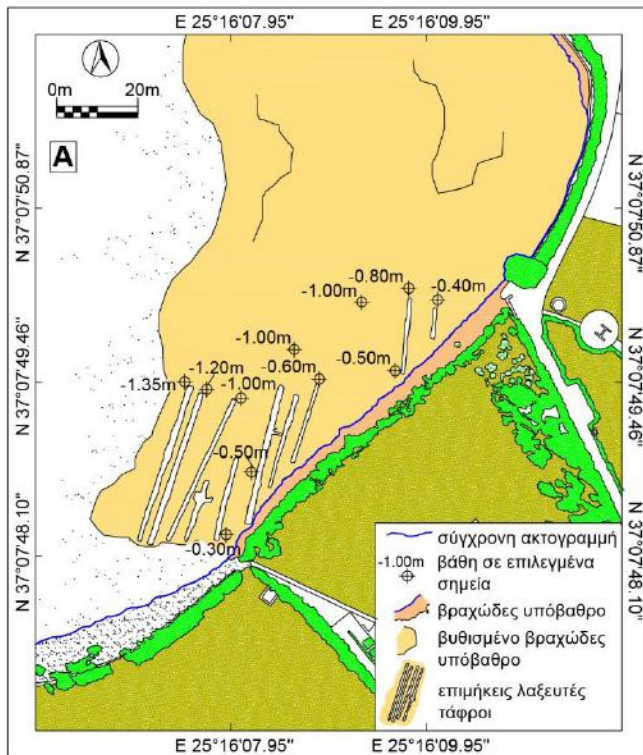 E 25°16'07.95" E 25°16'09.95"
0m 20m
A
N 37°07'50.87" N 37°07'50.87"
-0.80m
-0.40m
-1.00m
-1.00m
N 37°07'49.46" N 37°07'49.46"
-1.35m
-1.20m
-1.00m
-0.60m
-0.50m
H
-0.50m
-0.30m
N 37°07'48.10" N 37°07'48.10"
σύγχρονη ακτογραμμή
-1.00m βάθη σε επιλεγμένα
σημεία
βραχώδες υπόβαθρο
βυθισμένο βραχώδες
υπόβαθρο
επιμήκεις λαξευτές
τάφροι
E 25°16'07.95" E 25°16'09.95"